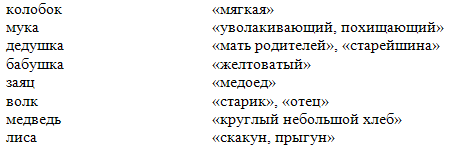 колобок «мягкая»
мука «уволакивающий, похищающий»
дедушка «мать родителей», «старейшина»
бабушка «желтоватый»
заяц «медоед»
волк «старик», «отец»
медведь «круглый небольшой хлеб»
лиса «скакун, прыгун»